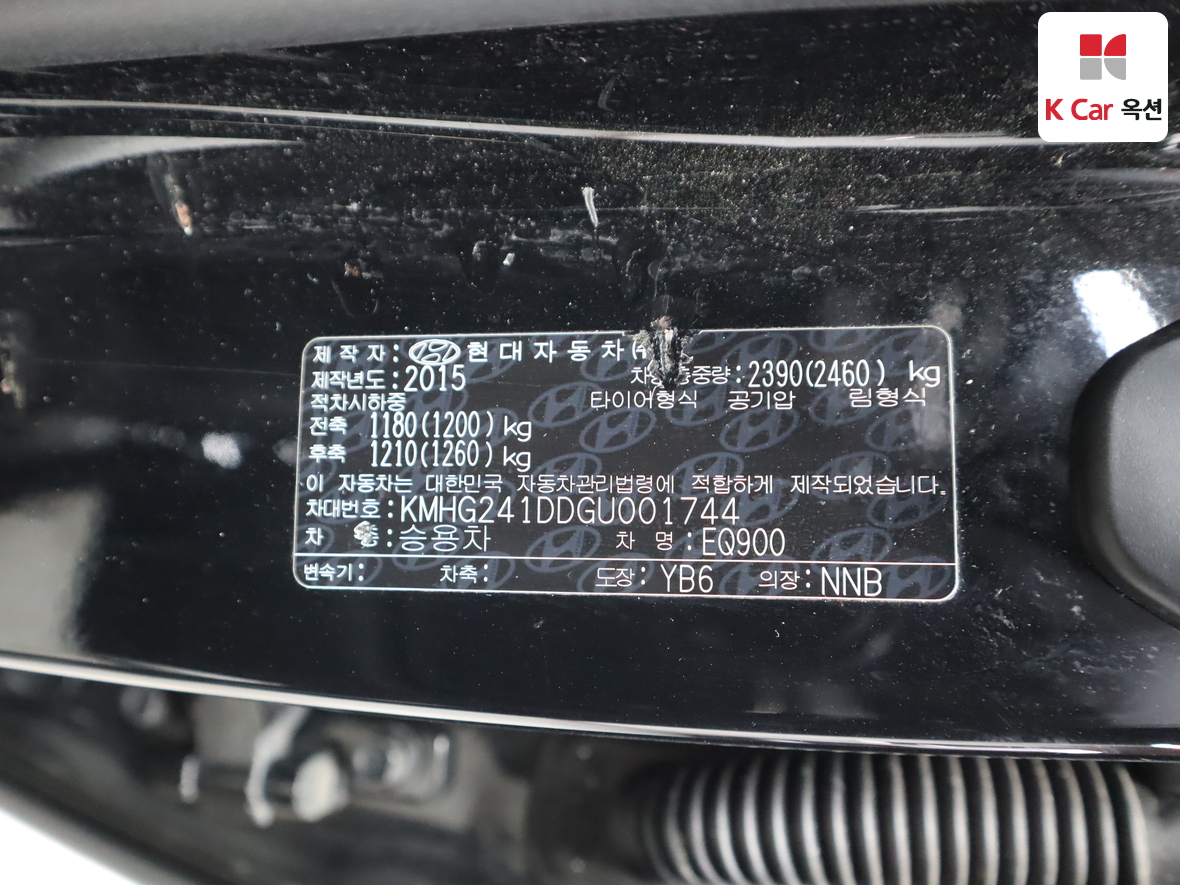 K Car 옥션
제작자: 현대자동차(
제작년도:2015 차량총중량:2390(2460) kg
적차시하중 타이어형식 공기압 림형식
전축 1180(1200)kg
후축 1210(1260)kg
이 자동차는 대한민국 자동차관리법령에 적합하게 제작되었습니다.
차대번호:KMHG241DDGU001744
차 :승용차 차 명:EQ900
변속기: 차축: 도장: YB6 의장: NNB